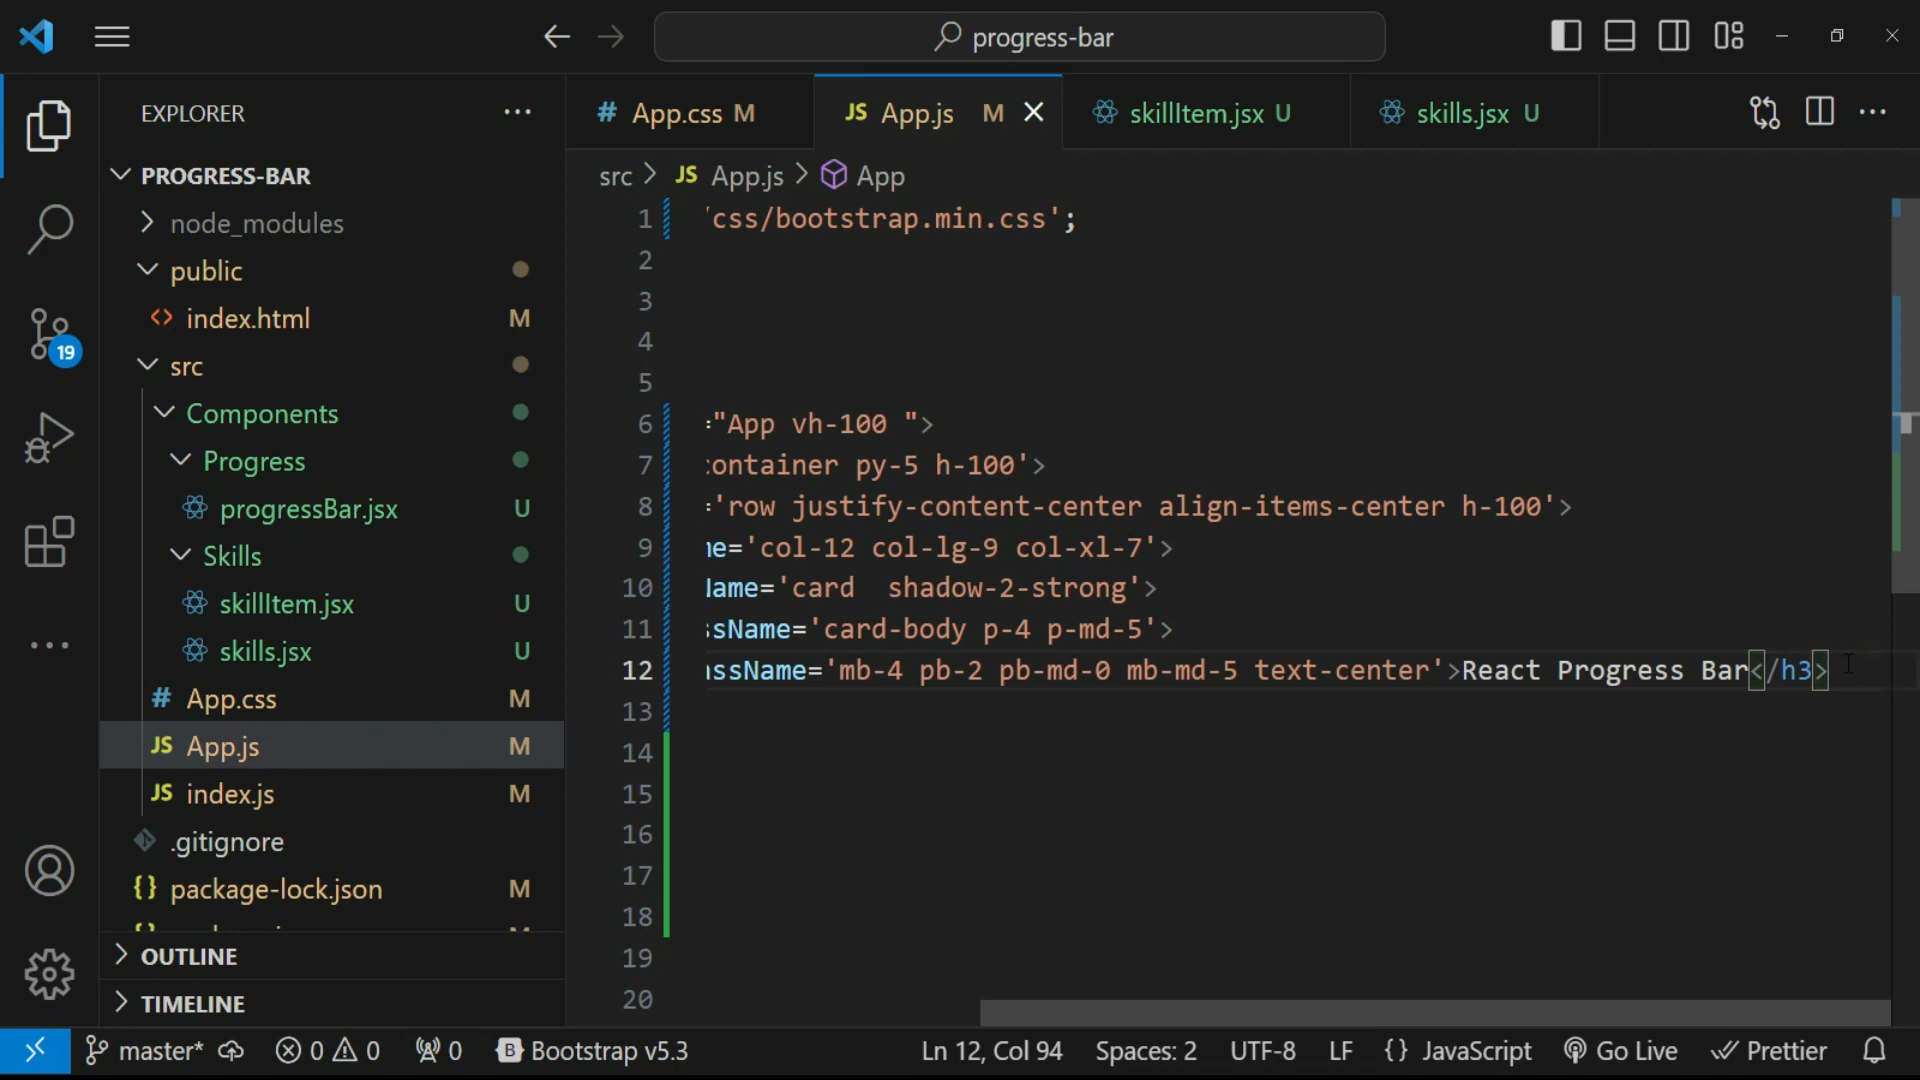 progress-bar
EXPLORER
PROGRESS-BAR
node_modules
public
index.html M
src
Components
Progress
progressBar.jsx U
Skills
skillItem.jsx U
skills.jsx U
# App.css M
JS App.js M
JS index.js M
.gitignore
{} package-lock.json M
OUTLINE
TIMELINE
19
# App.css M
JS App.js M
skillItem.jsx U
skills.jsx U
src > JS App.js > App
1 'css/bootstrap.min.css';
2
3
4
5
6 ="App vh-100 ">
7 container py-5 h-100'>
8 ='row justify-content-center align-items-center h-100'>
9 me='col-12 col-lg-9 col-xl-7'>
10 Name='card  shadow-2-strong'>
11 ssName='card-body p-4 p-md-5'>
12 assName='mb-4 pb-2 pb-md-0 mb-md-5 text-center'>React Progress Bar</h3>
13
14
15
16
17
18
19
20
master* 0 0 0 B Bootstrap v5.3 Ln 12, Col 94 Spaces: 2 UTF-8 LF {} JavaScript Go Live Prettier